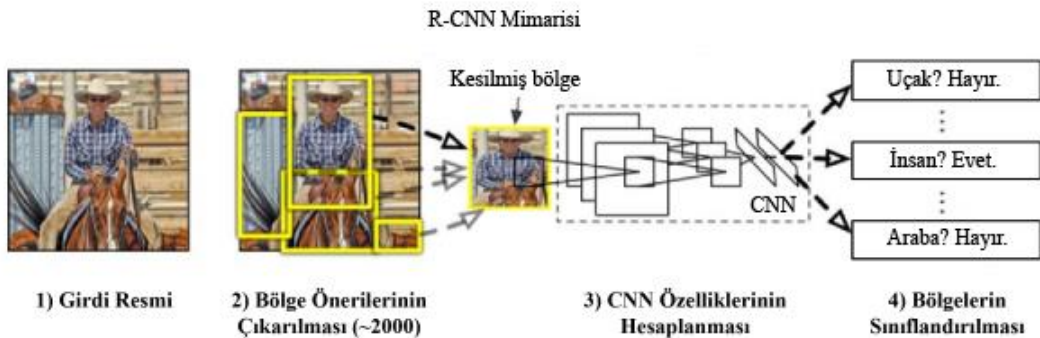 R-CNN Mimarisi
Kesilmiş bölge
Uçak? Hayır.
İnsan? Evet.
CNN
Araba? Hayır.
1) Girdi Resmi
2) Bölge Önerilerinin
Çıkarılması (~2000)
3) CNN Özelliklerinin
Hesaplanması
4) Bölgelerin
Sınıflandırılması